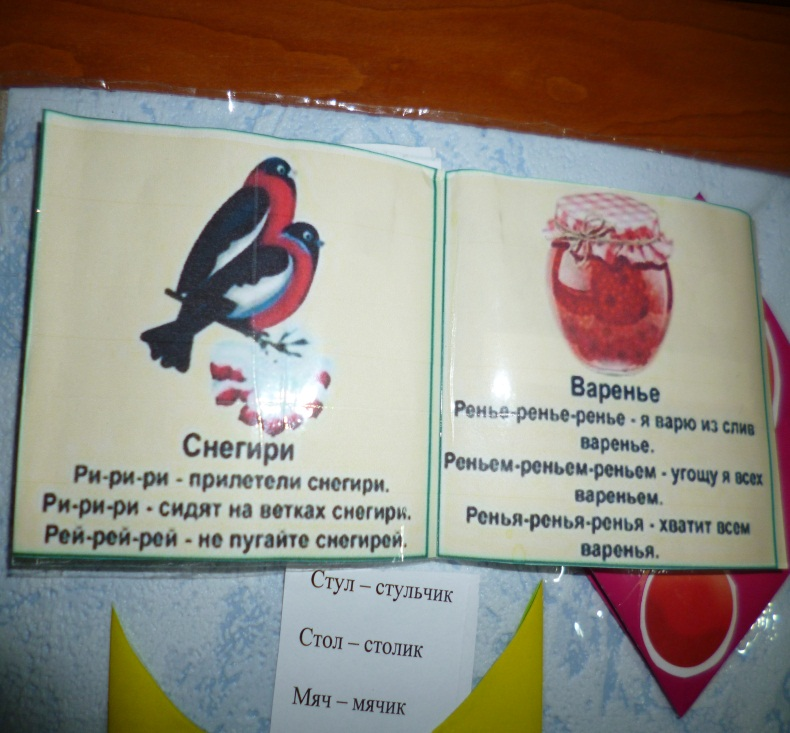 Снегири
Ри-ри-ри - прилетели снегири.
Ри-ри-ри - сидят на ветках снегири.
Рей-рей-рей - не пугайте снегирей.
Варенье
Ренье-ренье-ренье - я варю из слив
варенье.
Реньем-реньем-реньем - угощу я всех
вареньем.
Ренья-ренья-ренья - хватит всем
варенья.
Стул – стульчик
Стол – столик
Мяч – мячик